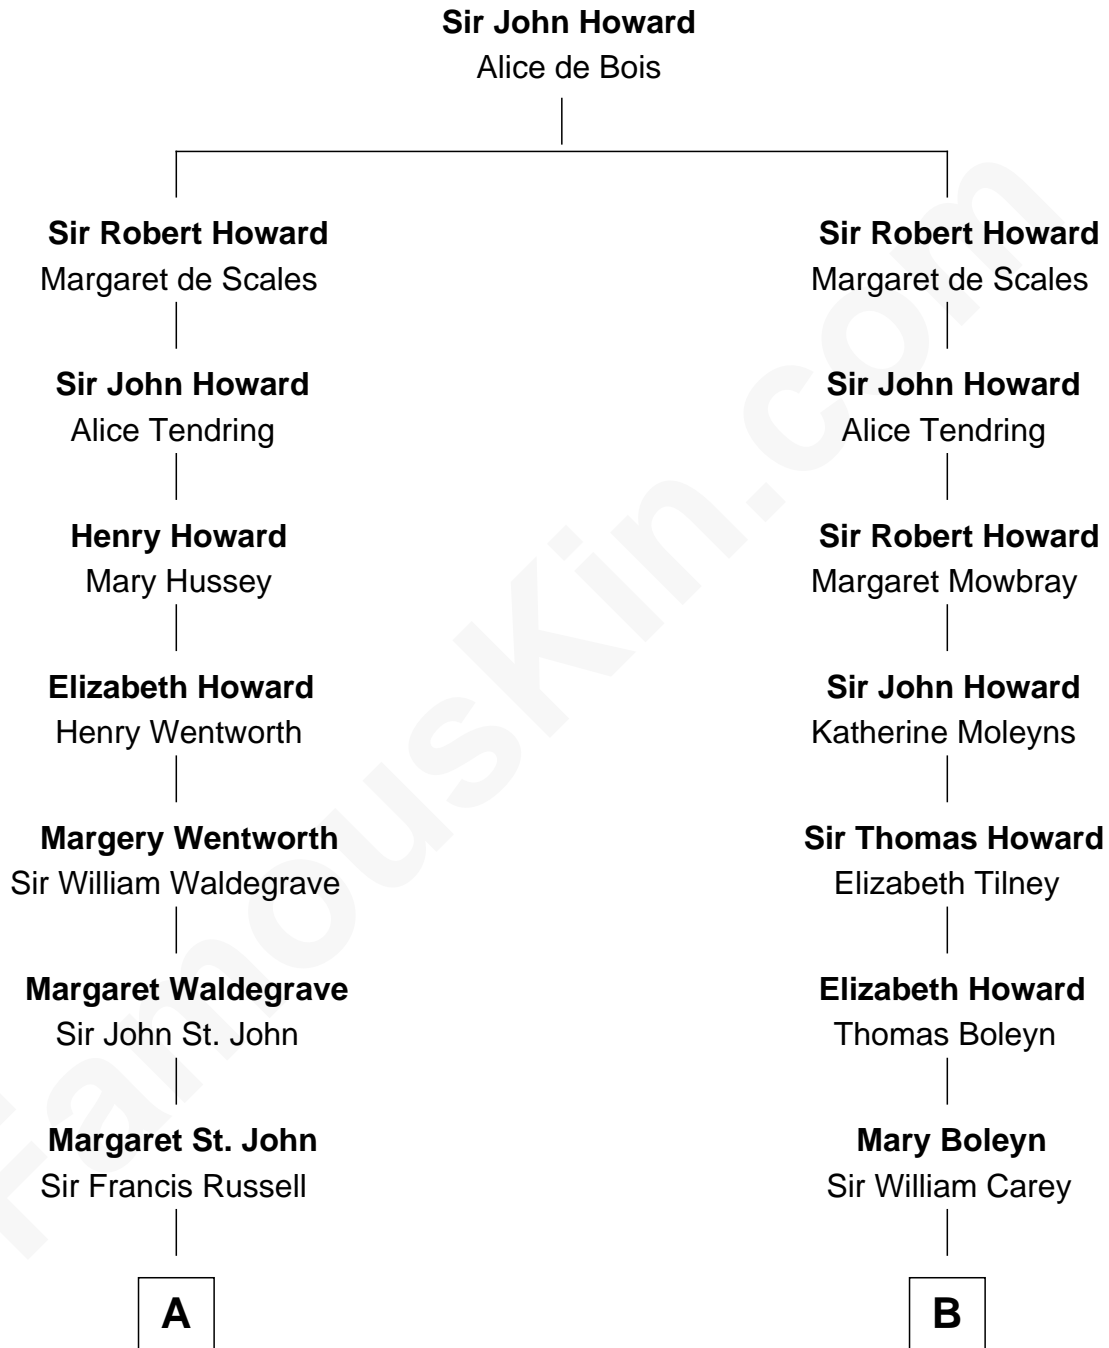 Sir John Howard
Alice de Bois
Sir Robert Howard
Margaret de Scales
Sir Robert Howard
Margaret de Scales
Sir John Howard
Alice Tendring
Sir John Howard
Alice Tendring
Henry Howard
Mary Hussey
Sir Robert Howard
Margaret Mowbray
Elizabeth Howard
Henry Wentworth
Sir John Howard
Katherine Moleyns
Margery Wentworth
Sir William Waldegrave
Sir Thomas Howard
Elizabeth Tilney
Margaret Waldegrave
Sir John St. John
Elizabeth Howard
Thomas Boleyn
Margaret St. John
Sir Francis Russell
Mary Boleyn
Sir William Carey
A
B
FamousKin.com